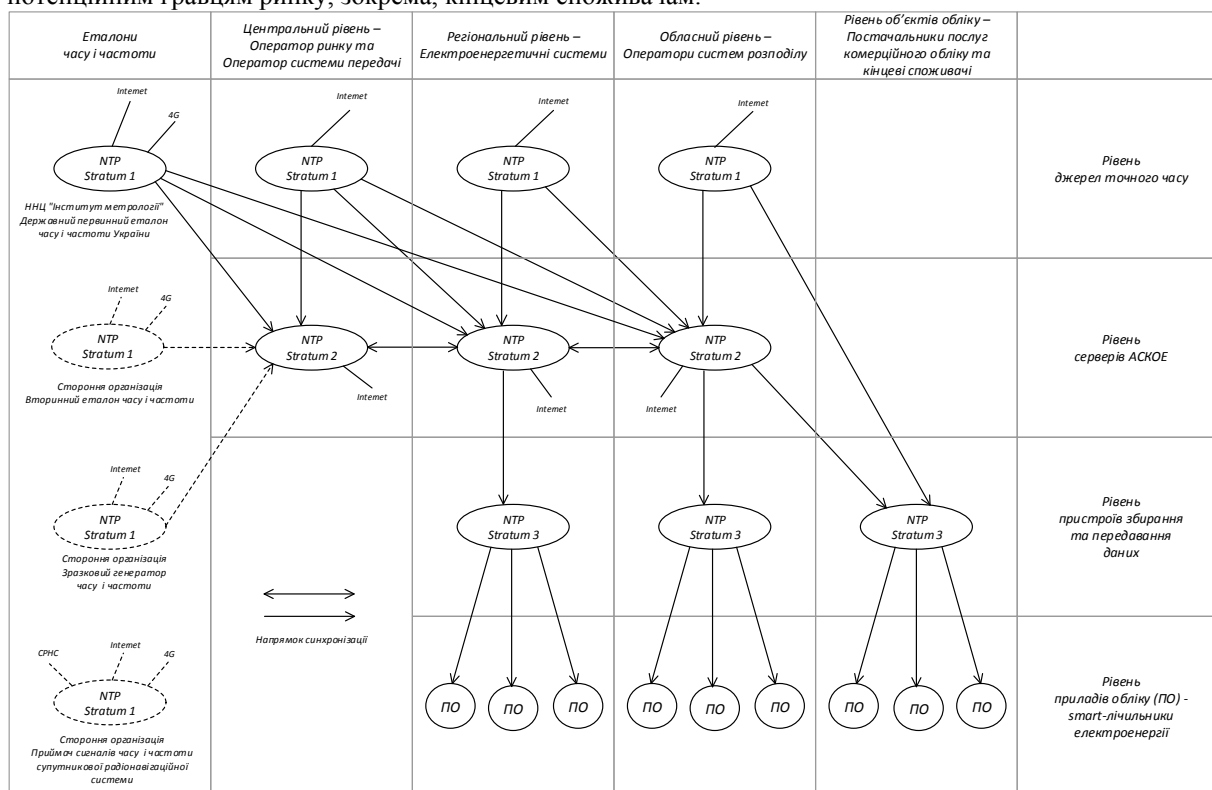 потенційним гравцям ринку, зокрема, кінцевим споживачам.
Еталони
часу і частоти
Центральний рівень –
Оператор ринку та
Оператор системи передачі
Регіональний рівень –
Електроенергетичні системи
Обласний рівень –
Оператори систем розподілу
Рівень об’єктів обліку –
Постачальники послуг
комерційного обліку та
кінцеві споживачі
Internet
4G
NTP
Stratum 1
ННЦ "Інститут метрології"
Державний первинний еталон
часу і частоти України
Internet
NTP
Stratum 1
Internet
NTP
Stratum 1
Internet
NTP
Stratum 1
Рівень
джерел точного часу
Internet
4G
NTP
Stratum 1
Стороння організація
Вторинний еталон часу і частоти
NTP
Stratum 2
Internet
NTP
Stratum 2
Internet
NTP
Stratum 2
Internet
Рівень
серверів АСКОЕ
Internet
4G
NTP
Stratum 1
Стороння організація
Зразковий генератор
часу і частоти
NTP
Stratum 3
NTP
Stratum 3
NTP
Stratum 3
Рівень
пристроїв збирання
та передавання
даних
Напрямок синхронізації
СРНС
Internet
4G
NTP
Stratum 1
Стороння організація
Приймач сигналів часу і частоти
супутникової радіонавігаційної
системи
ПО
ПО
ПО
ПО
ПО
ПО
ПО
ПО
ПО
Рівень
приладів обліку (ПО) -
smart-лічильники
електроенергії